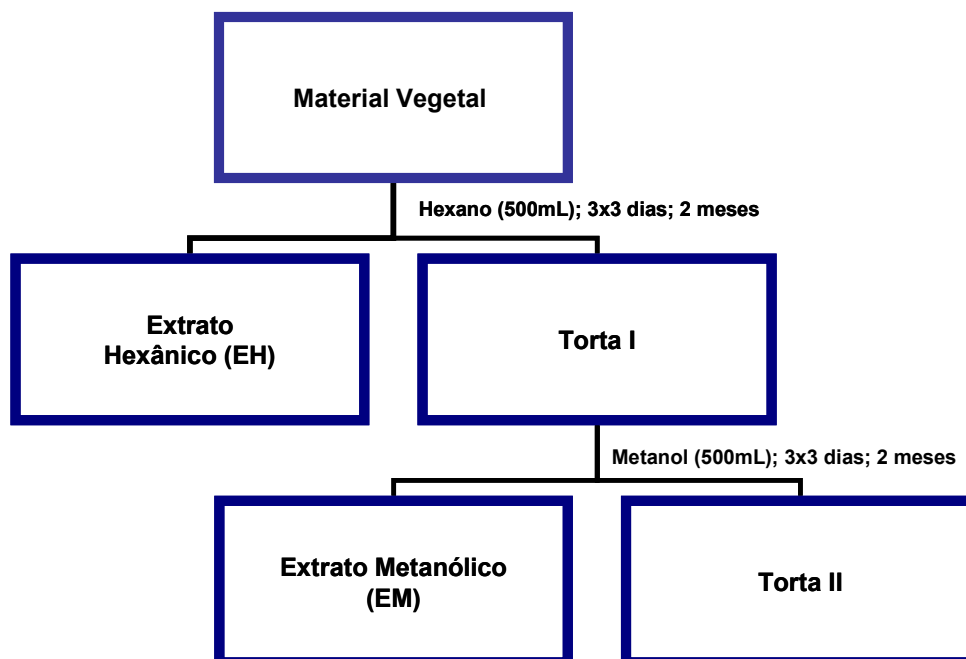 Material Vegetal
Hexano (500mL); 3x3 dias; 2 meses
Extrato
Hexânico (EH)
Torta I
Metanol (500mL); 3x3 dias; 2 meses
Extrato Metanólico
(EM)
Torta II